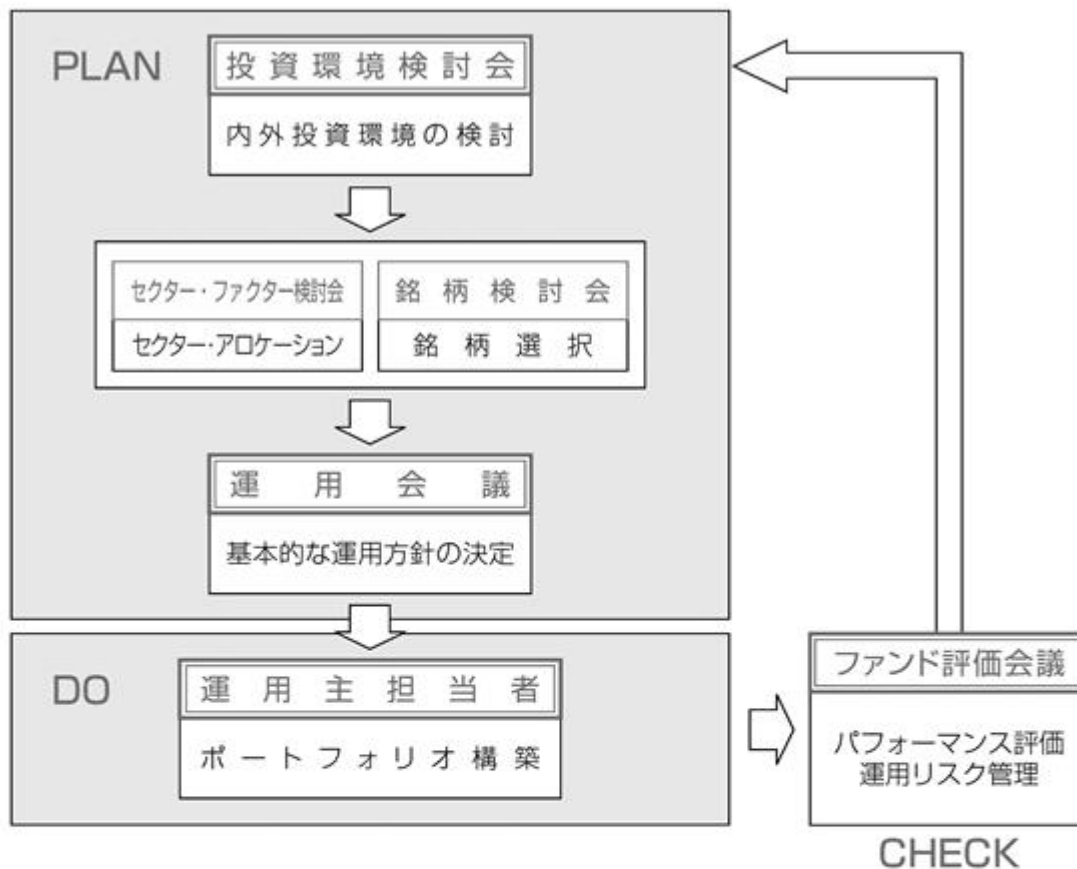 PLAN
投資環境検討会
内外投資環境の検討
セクター・ファクター検討会
セクター・アロケーション
銘柄検討会
銘柄選択
運用会議
基本的な運用方針の決定
DO
運用主担当者
ポートフォリオ構築
ファンド評価会議
パフォーマンス評価
運用リスク管理
CHECK